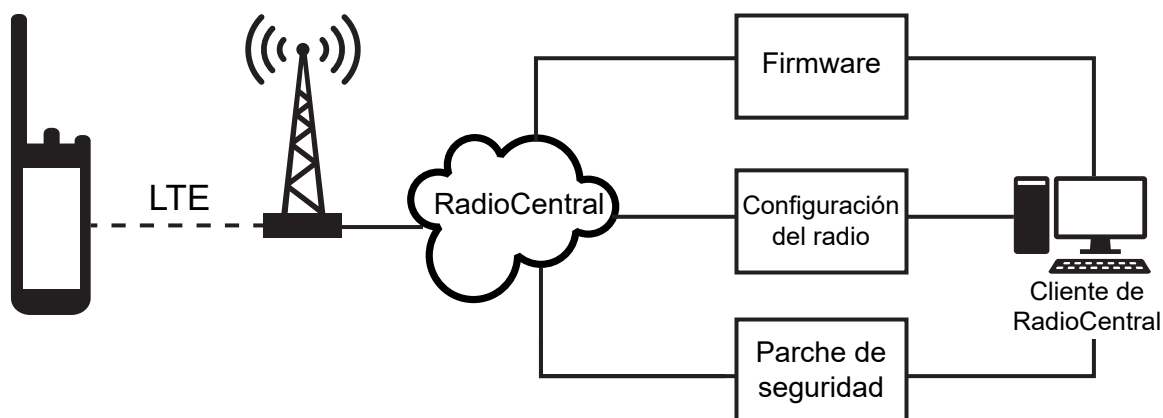 LTE
RadioCentral
Firmware
Configuración
del radio
Parche de
seguridad
Cliente de
RadioCentral